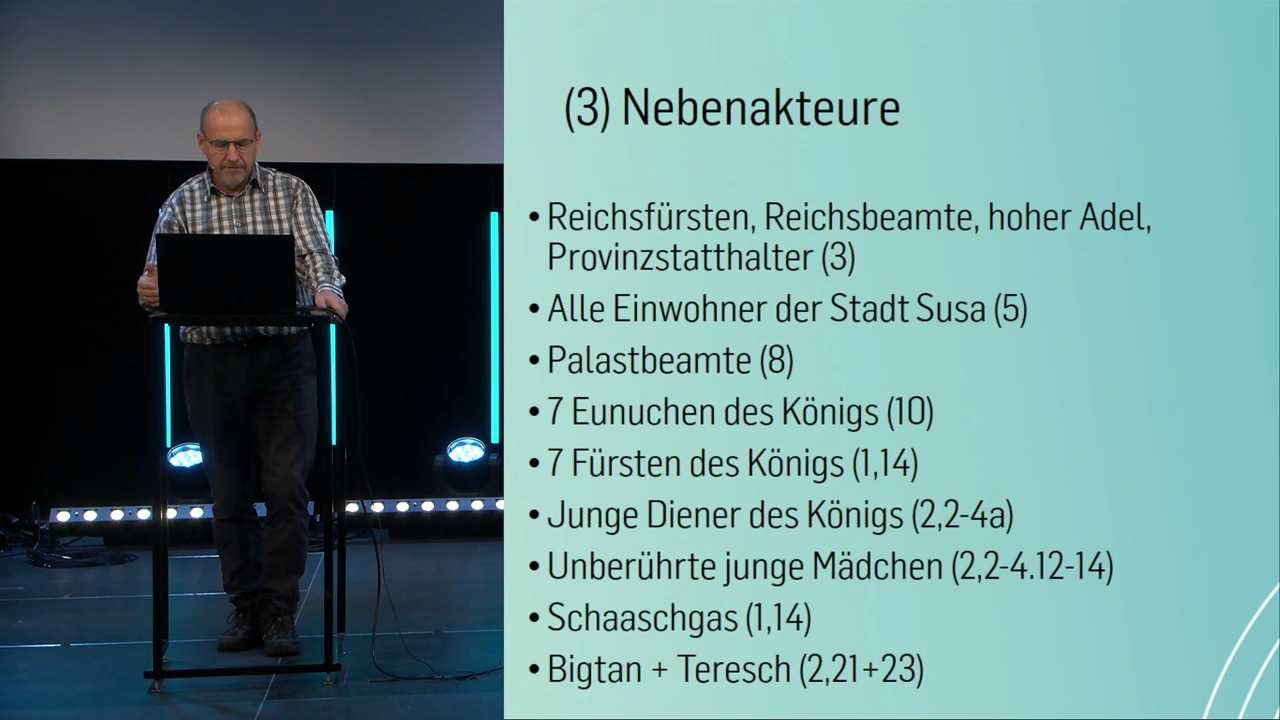 (3) Nebenakteure
• Reichsfürsten, Reichsbeamte, hoher Adel,
Provinzstatthalter (3)
• Alle Einwohner der Stadt Susa (5)
• Palastbeamte (8)
• 7 Eunuchen des Königs (10)
• 7 Fürsten des Königs (1,14)
• Junge Diener des Königs (2,2-4a)
• Unberührte junge Mädchen (2,2-4.12-14)
• Schaaschgas (1,14)
• Bigtan + Teresch (2,21+23)